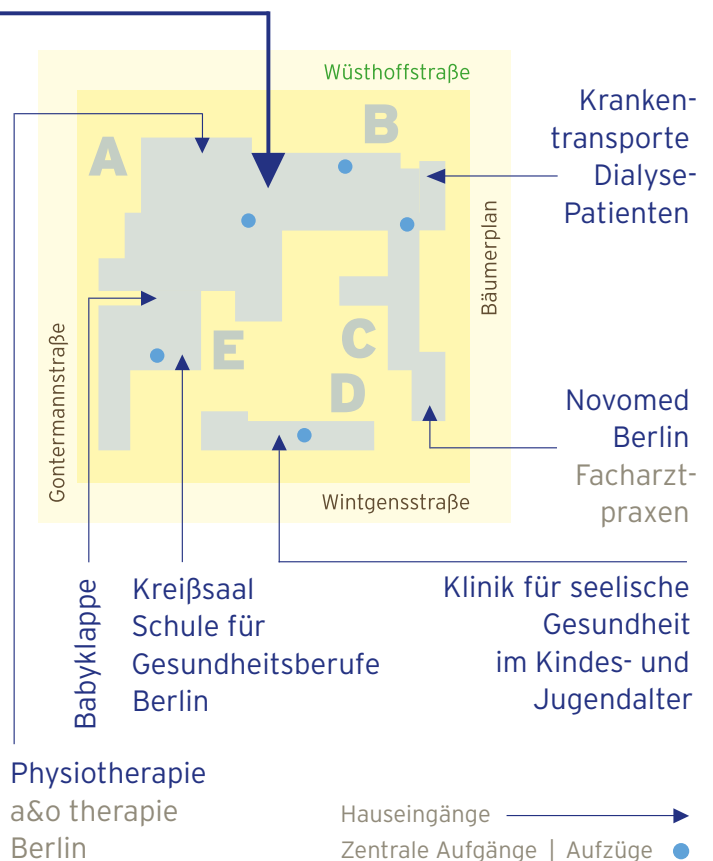 Wüsthoffstraße
Kranken-
transporte
Dialyse-
Patienten
A
B
Bäumerplan
E
C
D
Gontermannstraße
Novomed
Berlin
Facharzt-
praxen
Wintgensstraße
Babyklappe
Kreißsaal
Schule für
Gesundheitsberufe
Berlin
Klinik für seelische
Gesundheit
im Kindes- und
Jugendalter
Physiotherapie
a&o therapie
Berlin
Hauseingänge
Zentrale Aufgänge | Aufzüge